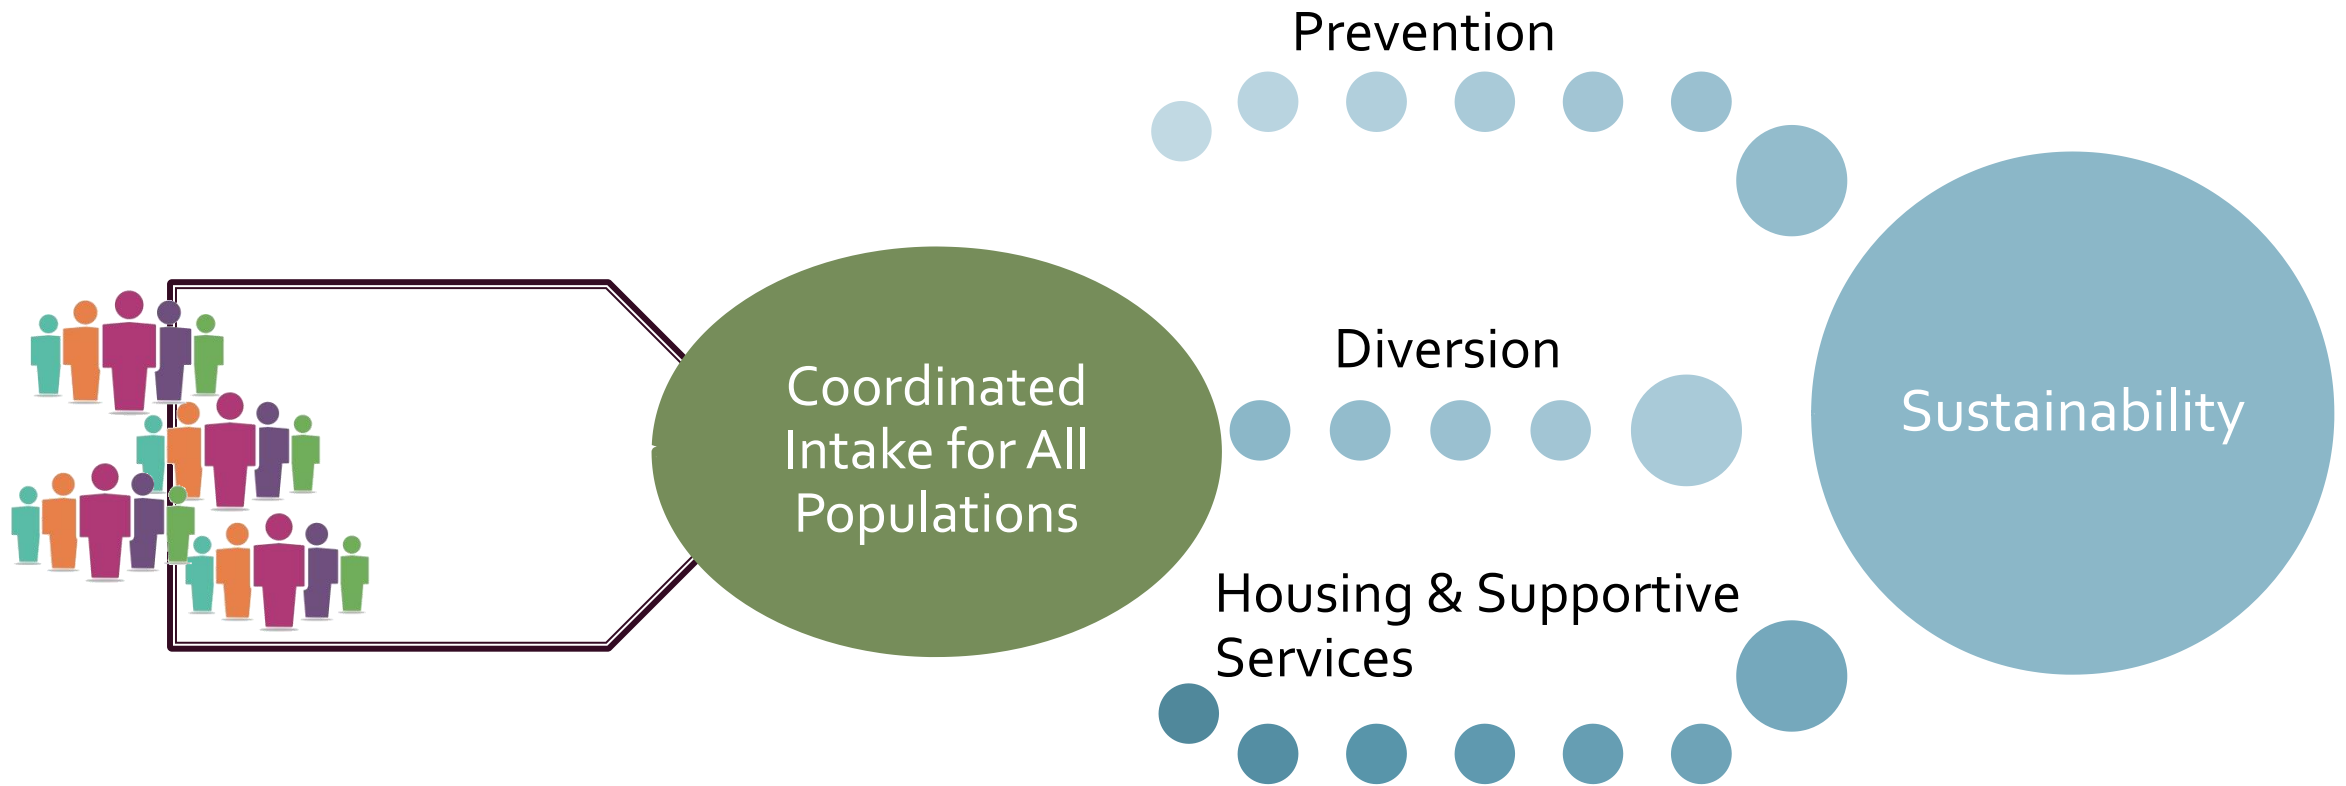 Prevention
Coordinated
Intake for All
Populations
Diversion
Housing & Supportive
Services
Sustainability